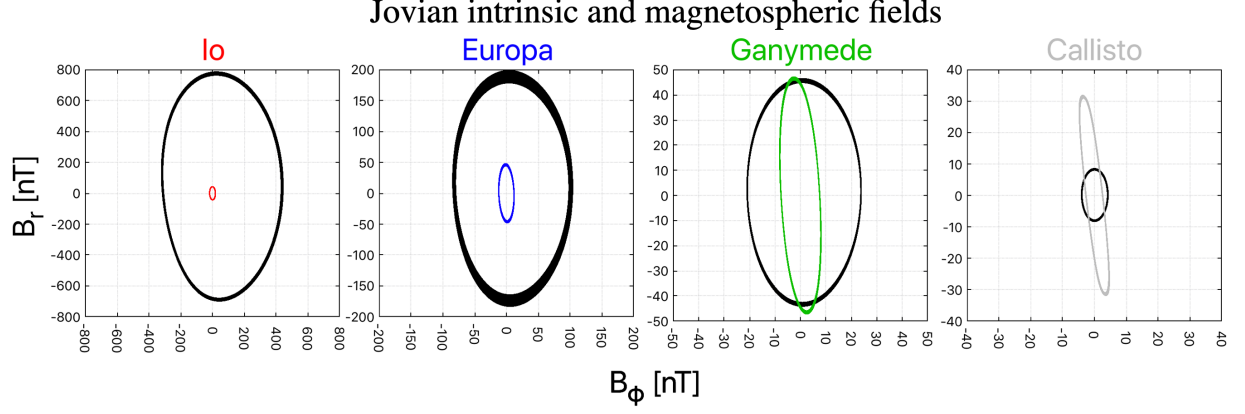 Jovian intrinsic and magnetospheric fields
Io Europa Ganymede Callisto
800 200 50 40
600 150 40 30
400 100 30 20
200 50 20 10
0 0 10 0
-200 -50 0 -10
-400 -100 -10 -20
-600 -150 -20 -30
-800 -200 -30 -40
-40
-50
Br [nT]
-800 -600 -400 -200 0 200 400 600 800
-200 -150 -100 -50 0 50 100 150 200
-50 -40 -30 -20 -10 0 10 20 30 40 50
-40 -30 -20 -10 0 10 20 30 40
BΦ [nT]